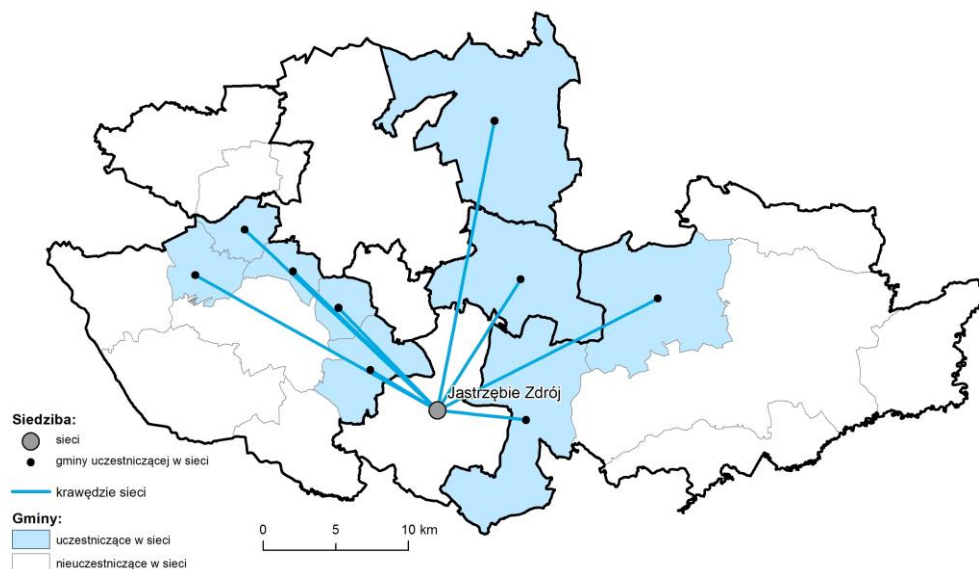 Jastrzębie Zdrój
Siedziba:
sieci
gminy uczestniczącej w sieci
krawędzie sieci
Gminy:
uczestniczące w sieci
nieuczestniczące w sieci
0 5 10 km